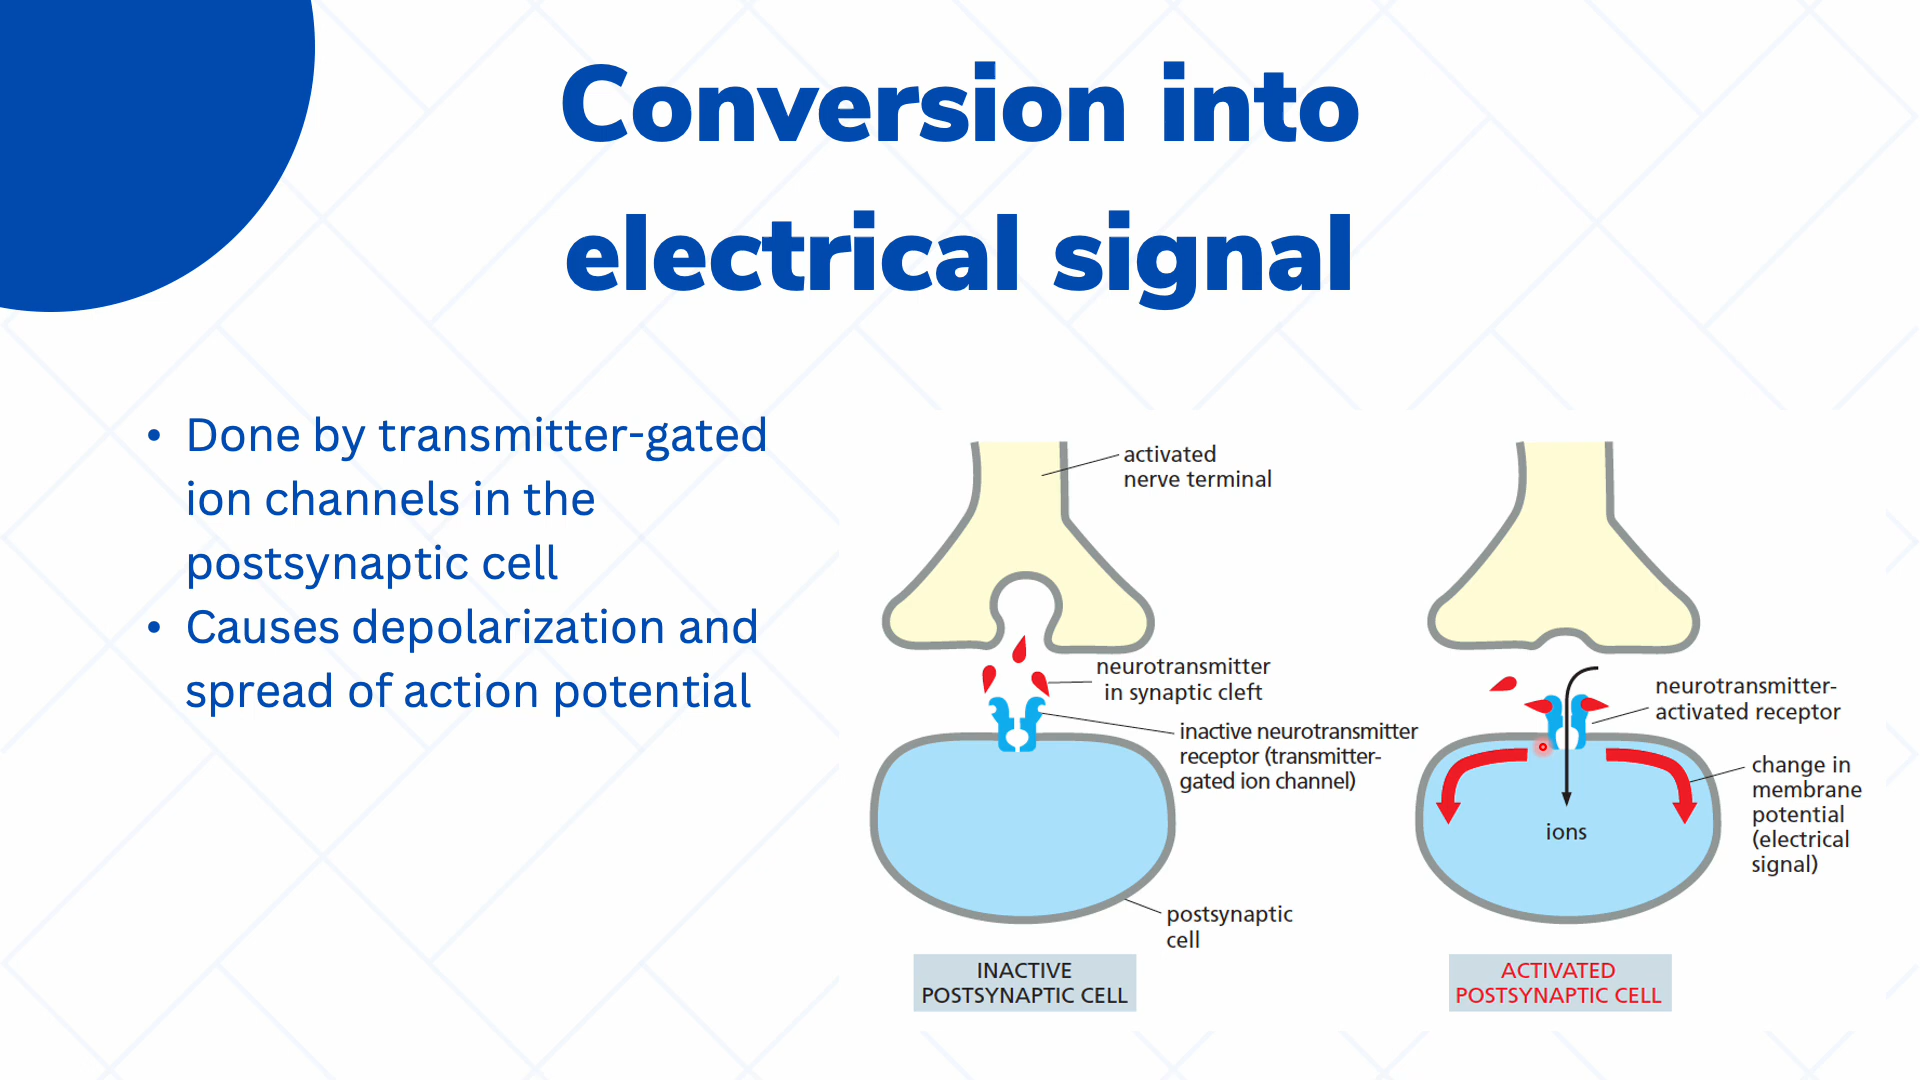 Conversion into
electrical signal
• Done by transmitter-gated
ion channels in the
postsynaptic cell
• Causes depolarization and
spread of action potential
activated
nerve terminal
neurotransmitter
in synaptic cleft
inactive neurotransmitter
receptor (transmitter-
gated ion channel)
postsynaptic
cell
INACTIVE
POSTSYNAPTIC CELL
neurotransmitter-
activated receptor
change in
membrane
potential
(electrical
signal)
ions
ACTIVATED
POSTSYNAPTIC CELL